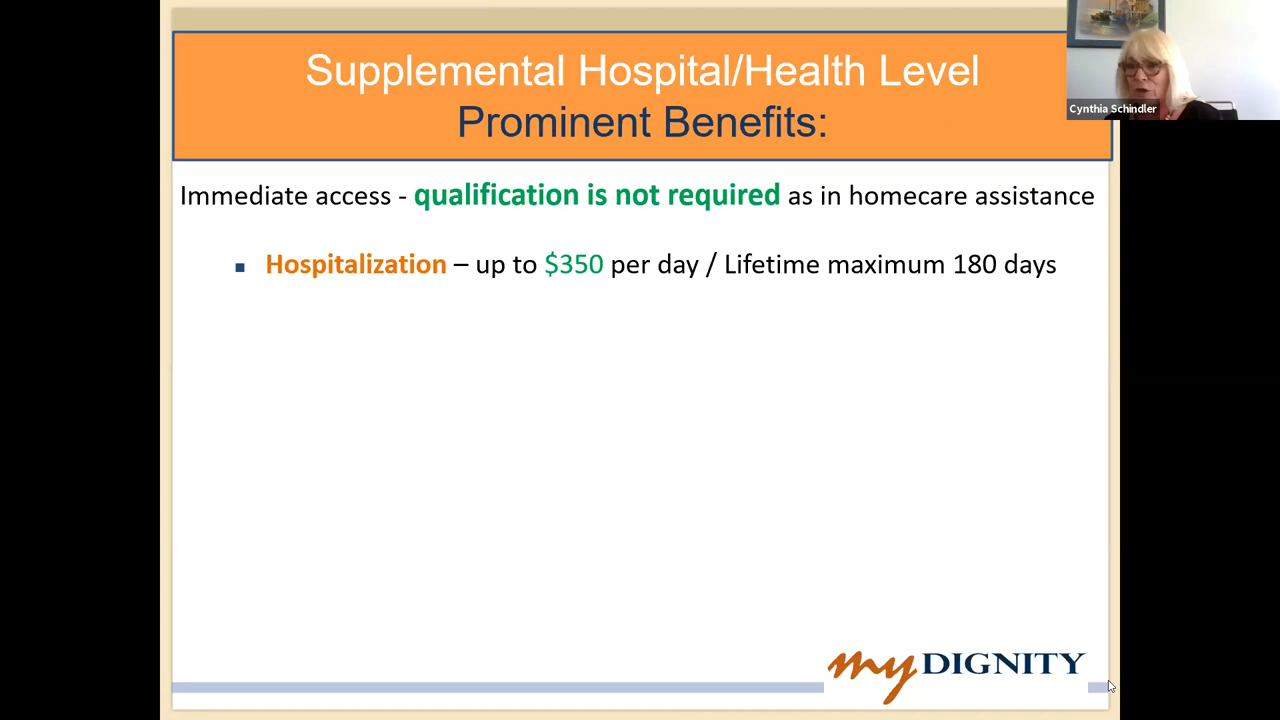 Supplemental Hospital/Health Level
Prominent Benefits:
Cynthia Schindler
Immediate access - qualification is not required as in homecare assistance
▪ Hospitalization – up to $350 per day / Lifetime maximum 180 days
my DIGNITY